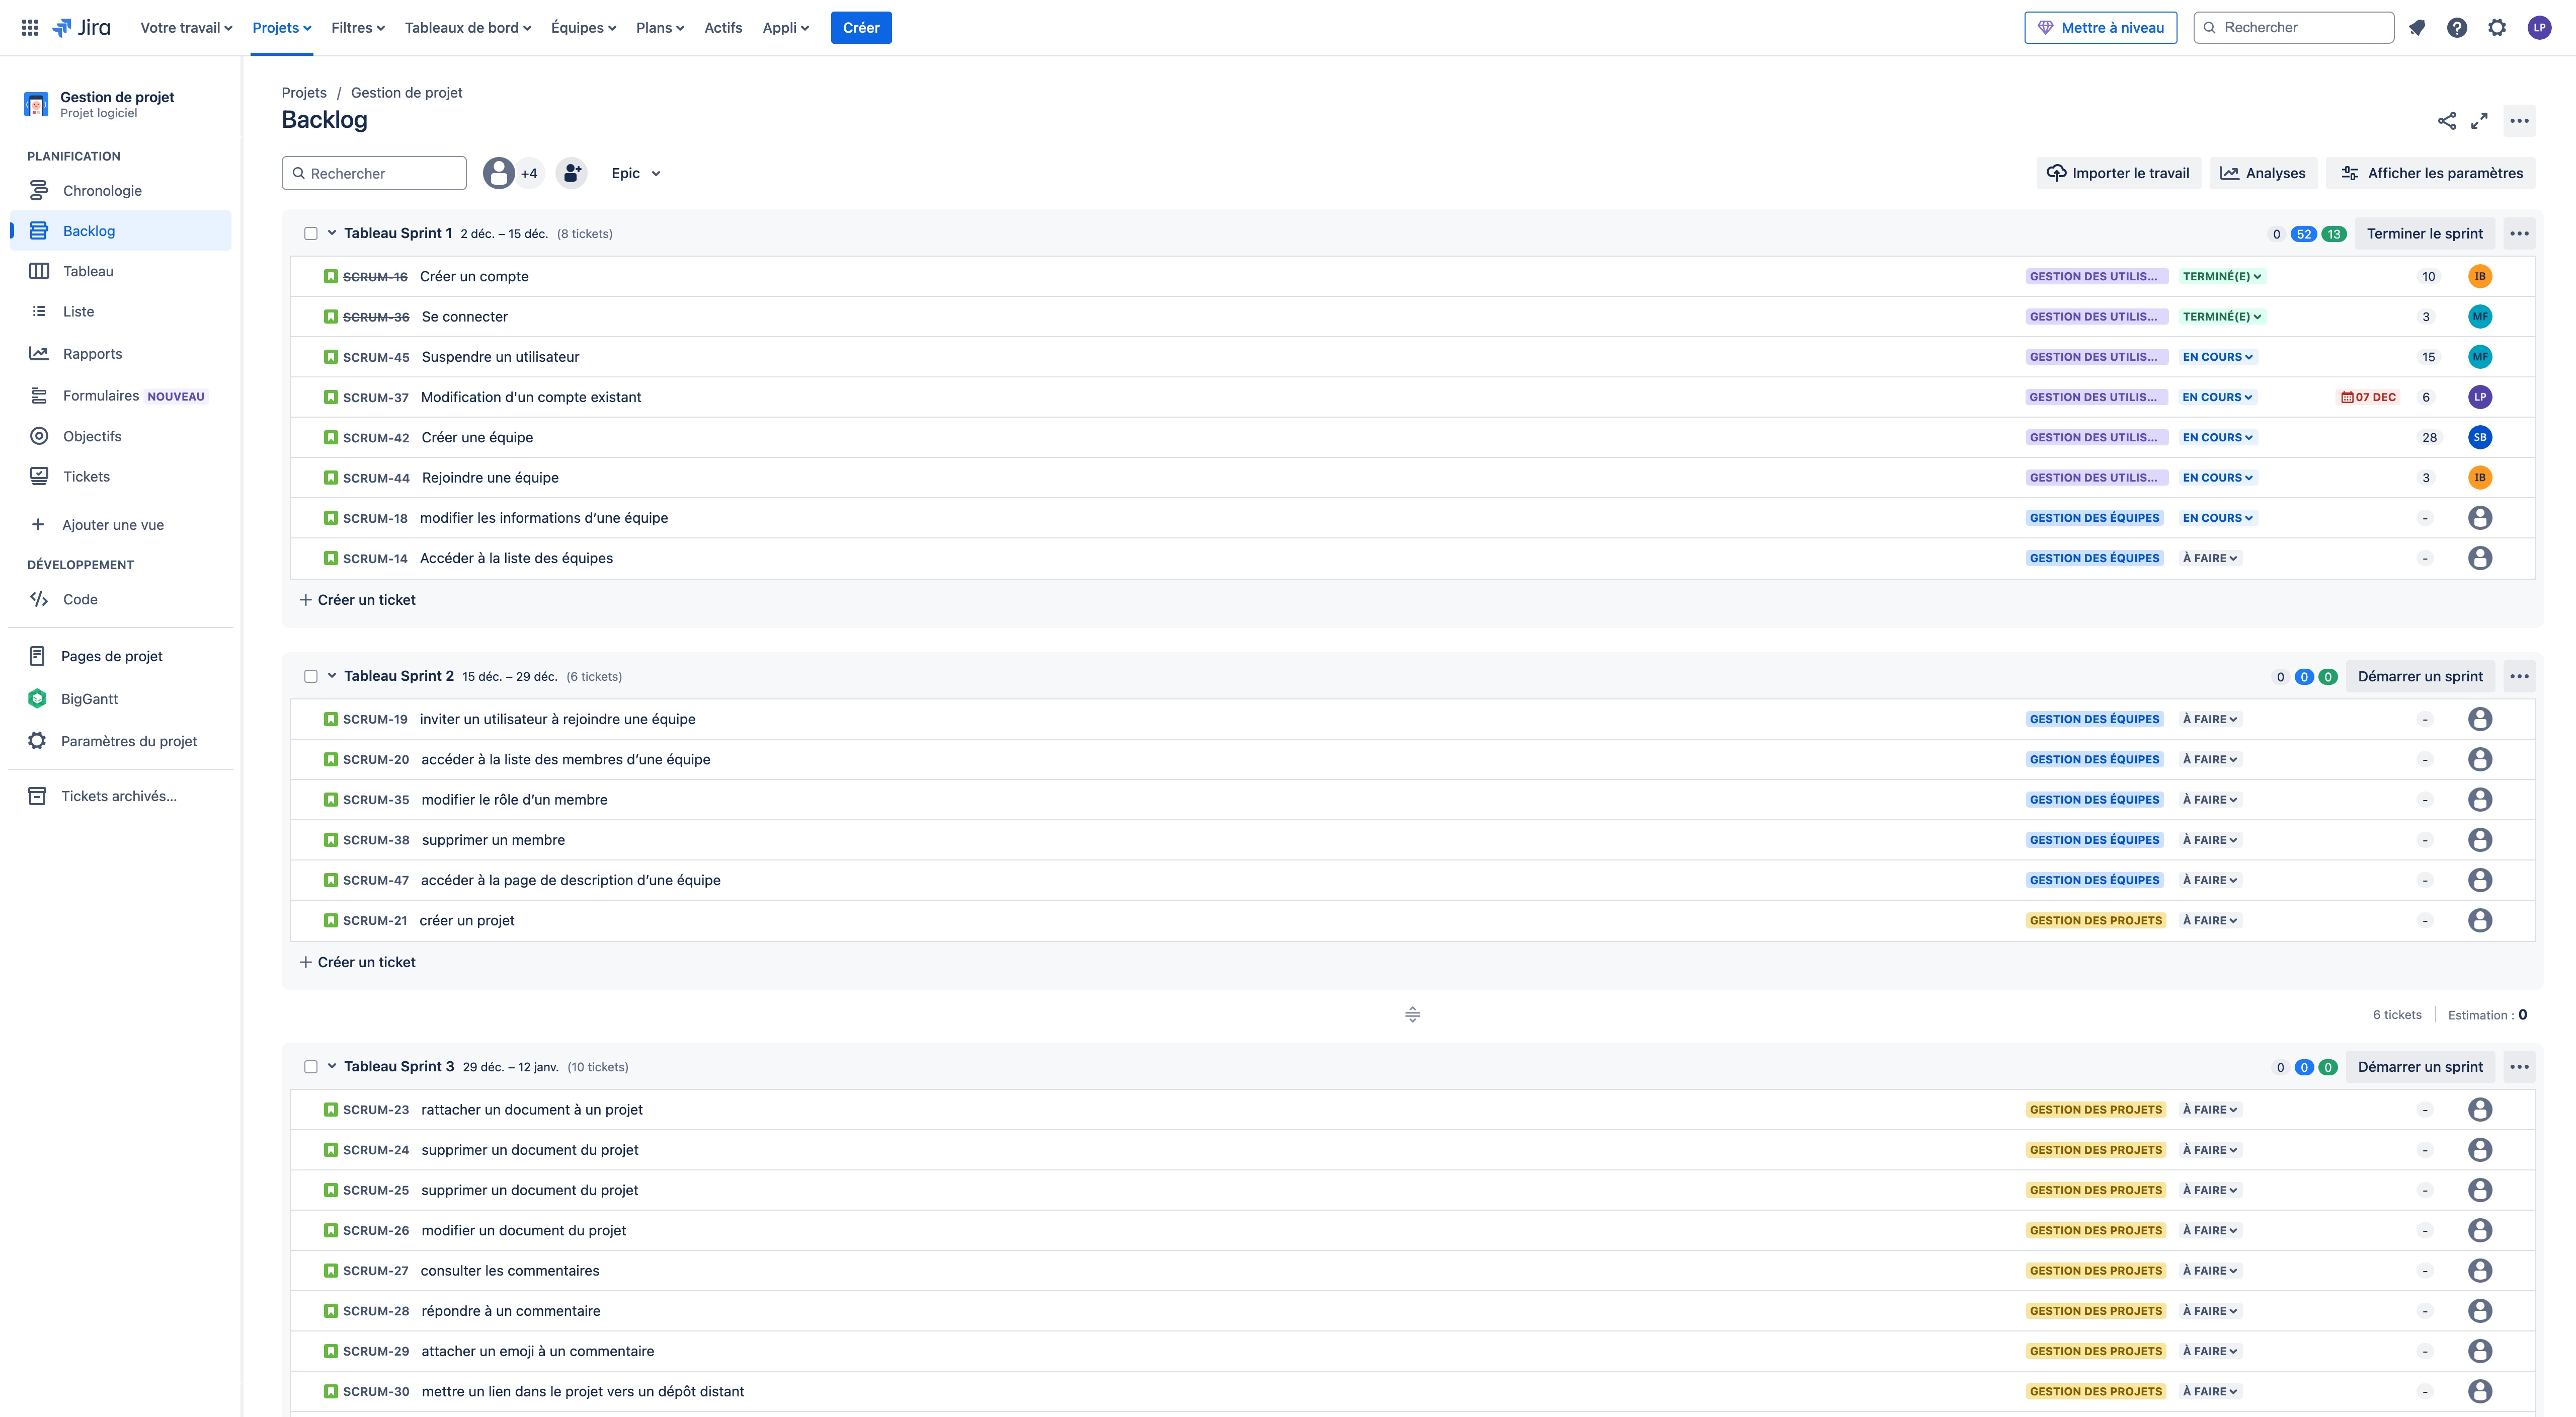 Jira Votre travail Projets Filtres Tableaux de bord Équipes Plans Actifs Appli Créer Mettre à niveau Rechercher LP
Gestion de projet
Projet logiciel
PLANIFICATION
Chronologie
Backlog
Tableau
Liste
Rapports
Formulaires NOUVEAU
Objectifs
Tickets
Ajouter une vue
DÉVELOPPEMENT
Code
Pages de projet
BigGantt
Paramètres du projet
Tickets archivés...
Projets / Gestion de projet
Backlog
Rechercher +4 Epic Importer le travail Analyses Afficher les paramètres
Tableau Sprint 1 2 déc. – 15 déc. (8 tickets) 0 52 13 Terminer le sprint
SCRUM-16 Créer un compte GESTION DES UTILIS... TERMINÉ(E) 10 IB
SCRUM-36 Se connecter GESTION DES UTILIS... TERMINÉ(E) 3 MF
SCRUM-45 Suspendre un utilisateur GESTION DES UTILIS... EN COURS 15 MF
SCRUM-37 Modification d'un compte existant GESTION DES UTILIS... EN COURS 07 DEC 6 LP
SCRUM-42 Créer une équipe GESTION DES UTILIS... EN COURS 28 SB
SCRUM-44 Rejoindre une équipe GESTION DES UTILIS... EN COURS 3 IB
SCRUM-18 modifier les informations d’une équipe GESTION DES ÉQUIPES EN COURS -
SCRUM-14 Accéder à la liste des équipes GESTION DES ÉQUIPES À FAIRE -
Créer un ticket
Tableau Sprint 2 15 déc. – 29 déc. (6 tickets) 0 0 0 Démarrer un sprint
SCRUM-19 inviter un utilisateur à rejoindre une équipe GESTION DES ÉQUIPES À FAIRE -
SCRUM-20 accéder à la liste des membres d’une équipe GESTION DES ÉQUIPES À FAIRE -
SCRUM-35 modifier le rôle d’un membre GESTION DES ÉQUIPES À FAIRE -
SCRUM-38 supprimer un membre GESTION DES ÉQUIPES À FAIRE -
SCRUM-47 accéder à la page de description d’une équipe GESTION DES ÉQUIPES À FAIRE -
SCRUM-21 créer un projet GESTION DES PROJETS À FAIRE -
Créer un ticket
6 tickets Estimation : 0
Tableau Sprint 3 29 déc. – 12 janv. (10 tickets) 0 0 0 Démarrer un sprint
SCRUM-23 rattacher un document à un projet GESTION DES PROJETS À FAIRE -
SCRUM-24 supprimer un document du projet GESTION DES PROJETS À FAIRE -
SCRUM-25 supprimer un document du projet GESTION DES PROJETS À FAIRE -
SCRUM-26 modifier un document du projet GESTION DES PROJETS À FAIRE -
SCRUM-27 consulter les commentaires GESTION DES PROJETS À FAIRE -
SCRUM-28 répondre à un commentaire GESTION DES PROJETS À FAIRE -
SCRUM-29 attacher un emoji à un commentaire GESTION DES PROJETS À FAIRE -
SCRUM-30 mettre un lien dans le projet vers un dépôt distant GESTION DES PROJETS À FAIRE -